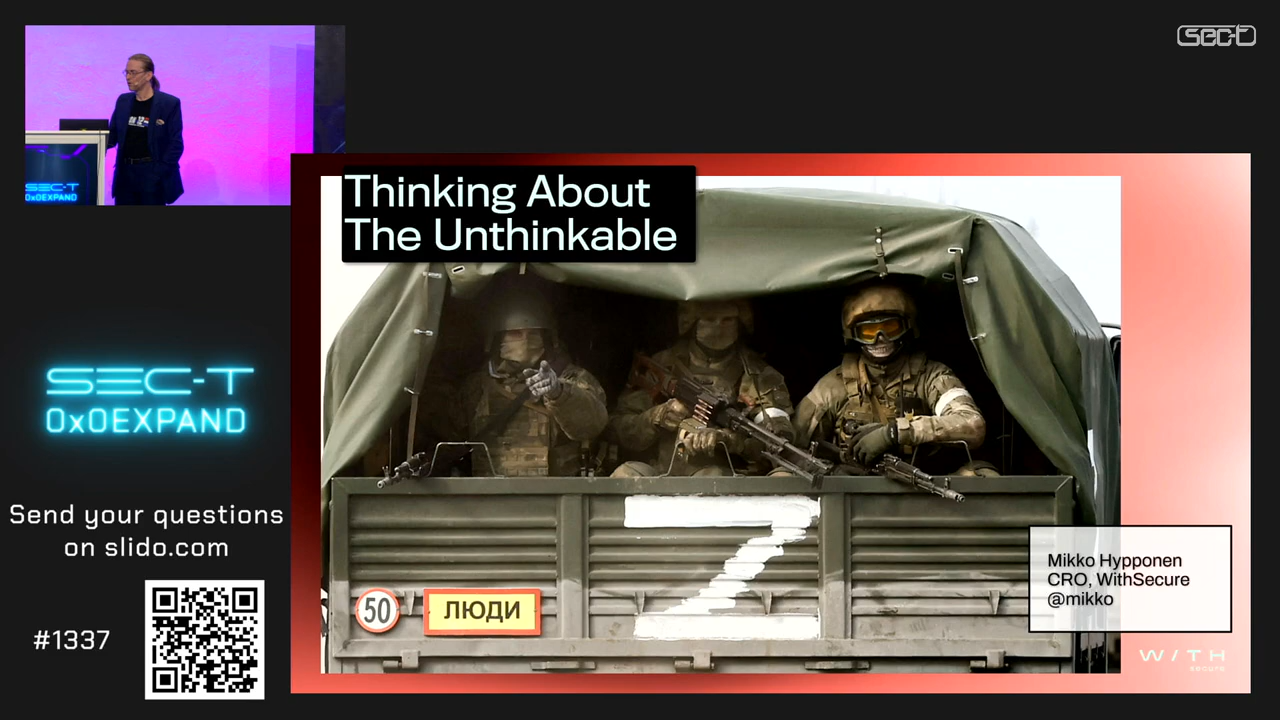 SEC-T
SEC-T
0x0EXPAND
Thinking About
The Unthinkable
SEC-T
0x0EXPAND
Send your questions
on slido.com
#1337
50
ЛЮДИ
Z
Mikko Hypponen
CRO, WithSecure
@mikko
W/TH
secure